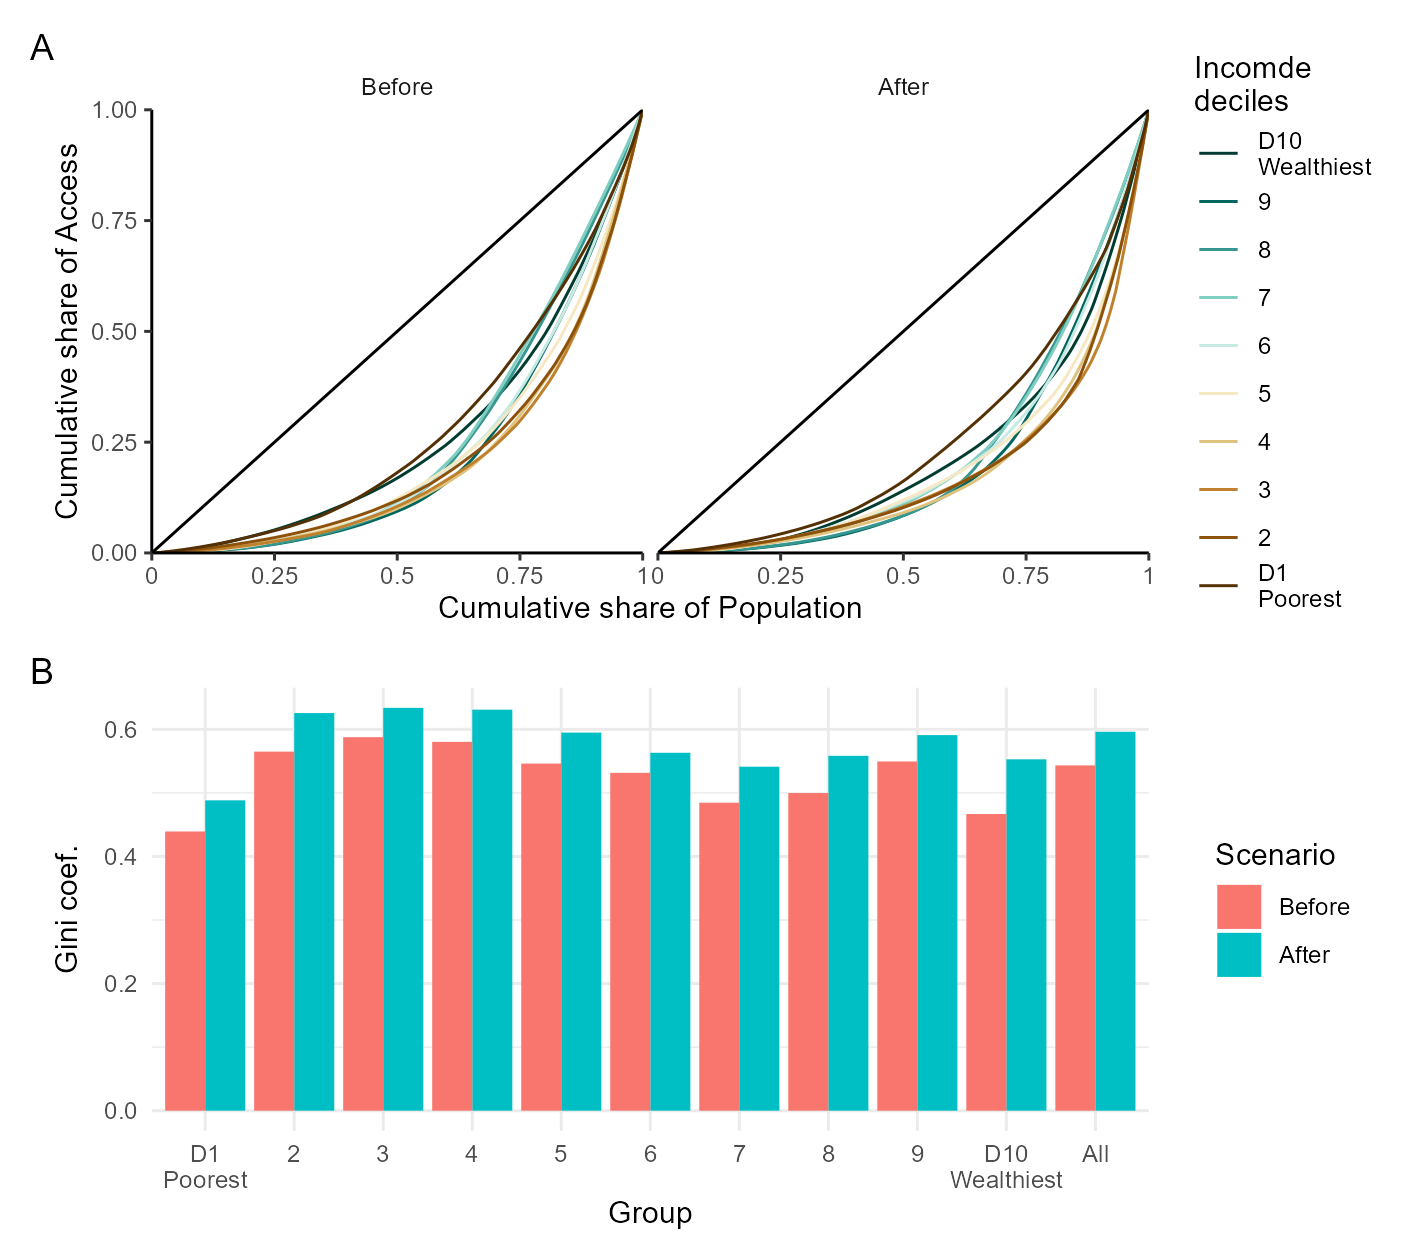 A
Before
After
Cumulative share of Access
1.00
0.75
0.50
0.25
0.00
0
0.25
0.5
0.75
1
0
0.25
0.5
0.75
1
Cumulative share of Population
Incomde
deciles
D10
Wealthiest
9
8
7
6
5
4
3
2
D1
Poorest
B
Gini coef.
0.6
0.4
0.2
0.0
D1
Poorest
2
3
4
5
6
7
8
9
D10
Wealthiest
All
Group
Scenario
Before
After